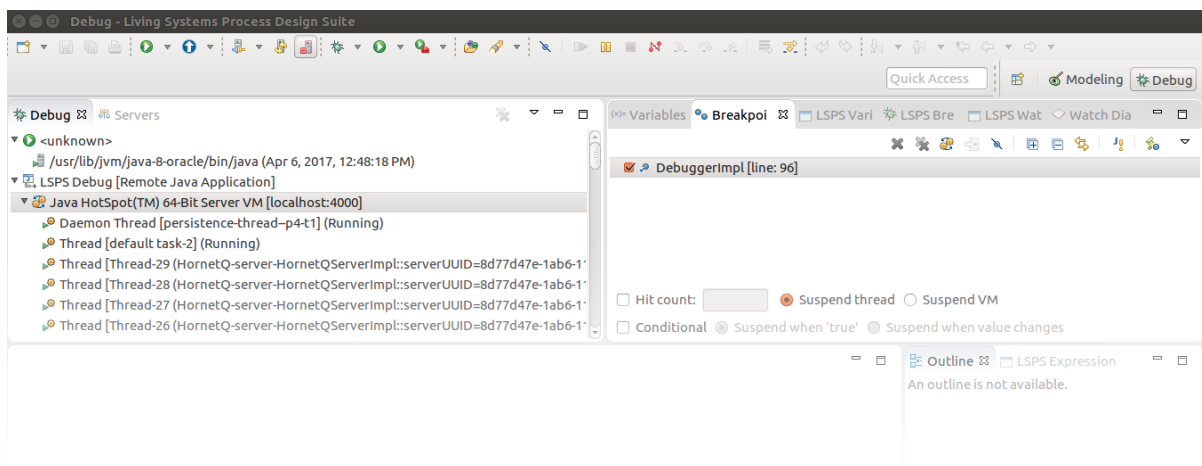 Debug - Living Systems Process Design Suite
Quick Access
Modeling
Debug
Debug
Servers
<unknown>
/usr/lib/jvm/java-8-oracle/bin/java (Apr 6, 2017, 12:48:18 PM)
LSPS Debug [Remote Java Application]
Java HotSpot(TM) 64-Bit Server VM [localhost:4000]
Daemon Thread [persistence-thread--p4-t1] (Running)
Thread [default task-2] (Running)
Thread [Thread-29 (HornetQ-server-HornetQServerImpl::serverUUID=8d77d47e-1ab6-11
Thread [Thread-28 (HornetQ-server-HornetQServerImpl::serverUUID=8d77d47e-1ab6-11
Thread [Thread-27 (HornetQ-server-HornetQServerImpl::serverUUID=8d77d47e-1ab6-11
Thread [Thread-26 (HornetQ-server-HornetQServerImpl::serverUUID=8d77d47e-1ab6-11
(x)= Variables
Breakpoi
LSPS Vari
LSPS Bre
LSPS Wat
Watch Dia
DebuggerImpl [line: 96]
Hit count:
Suspend thread
Suspend VM
Conditional
Suspend when 'true'
Suspend when value changes
Outline
LSPS Expression
An outline is not available.